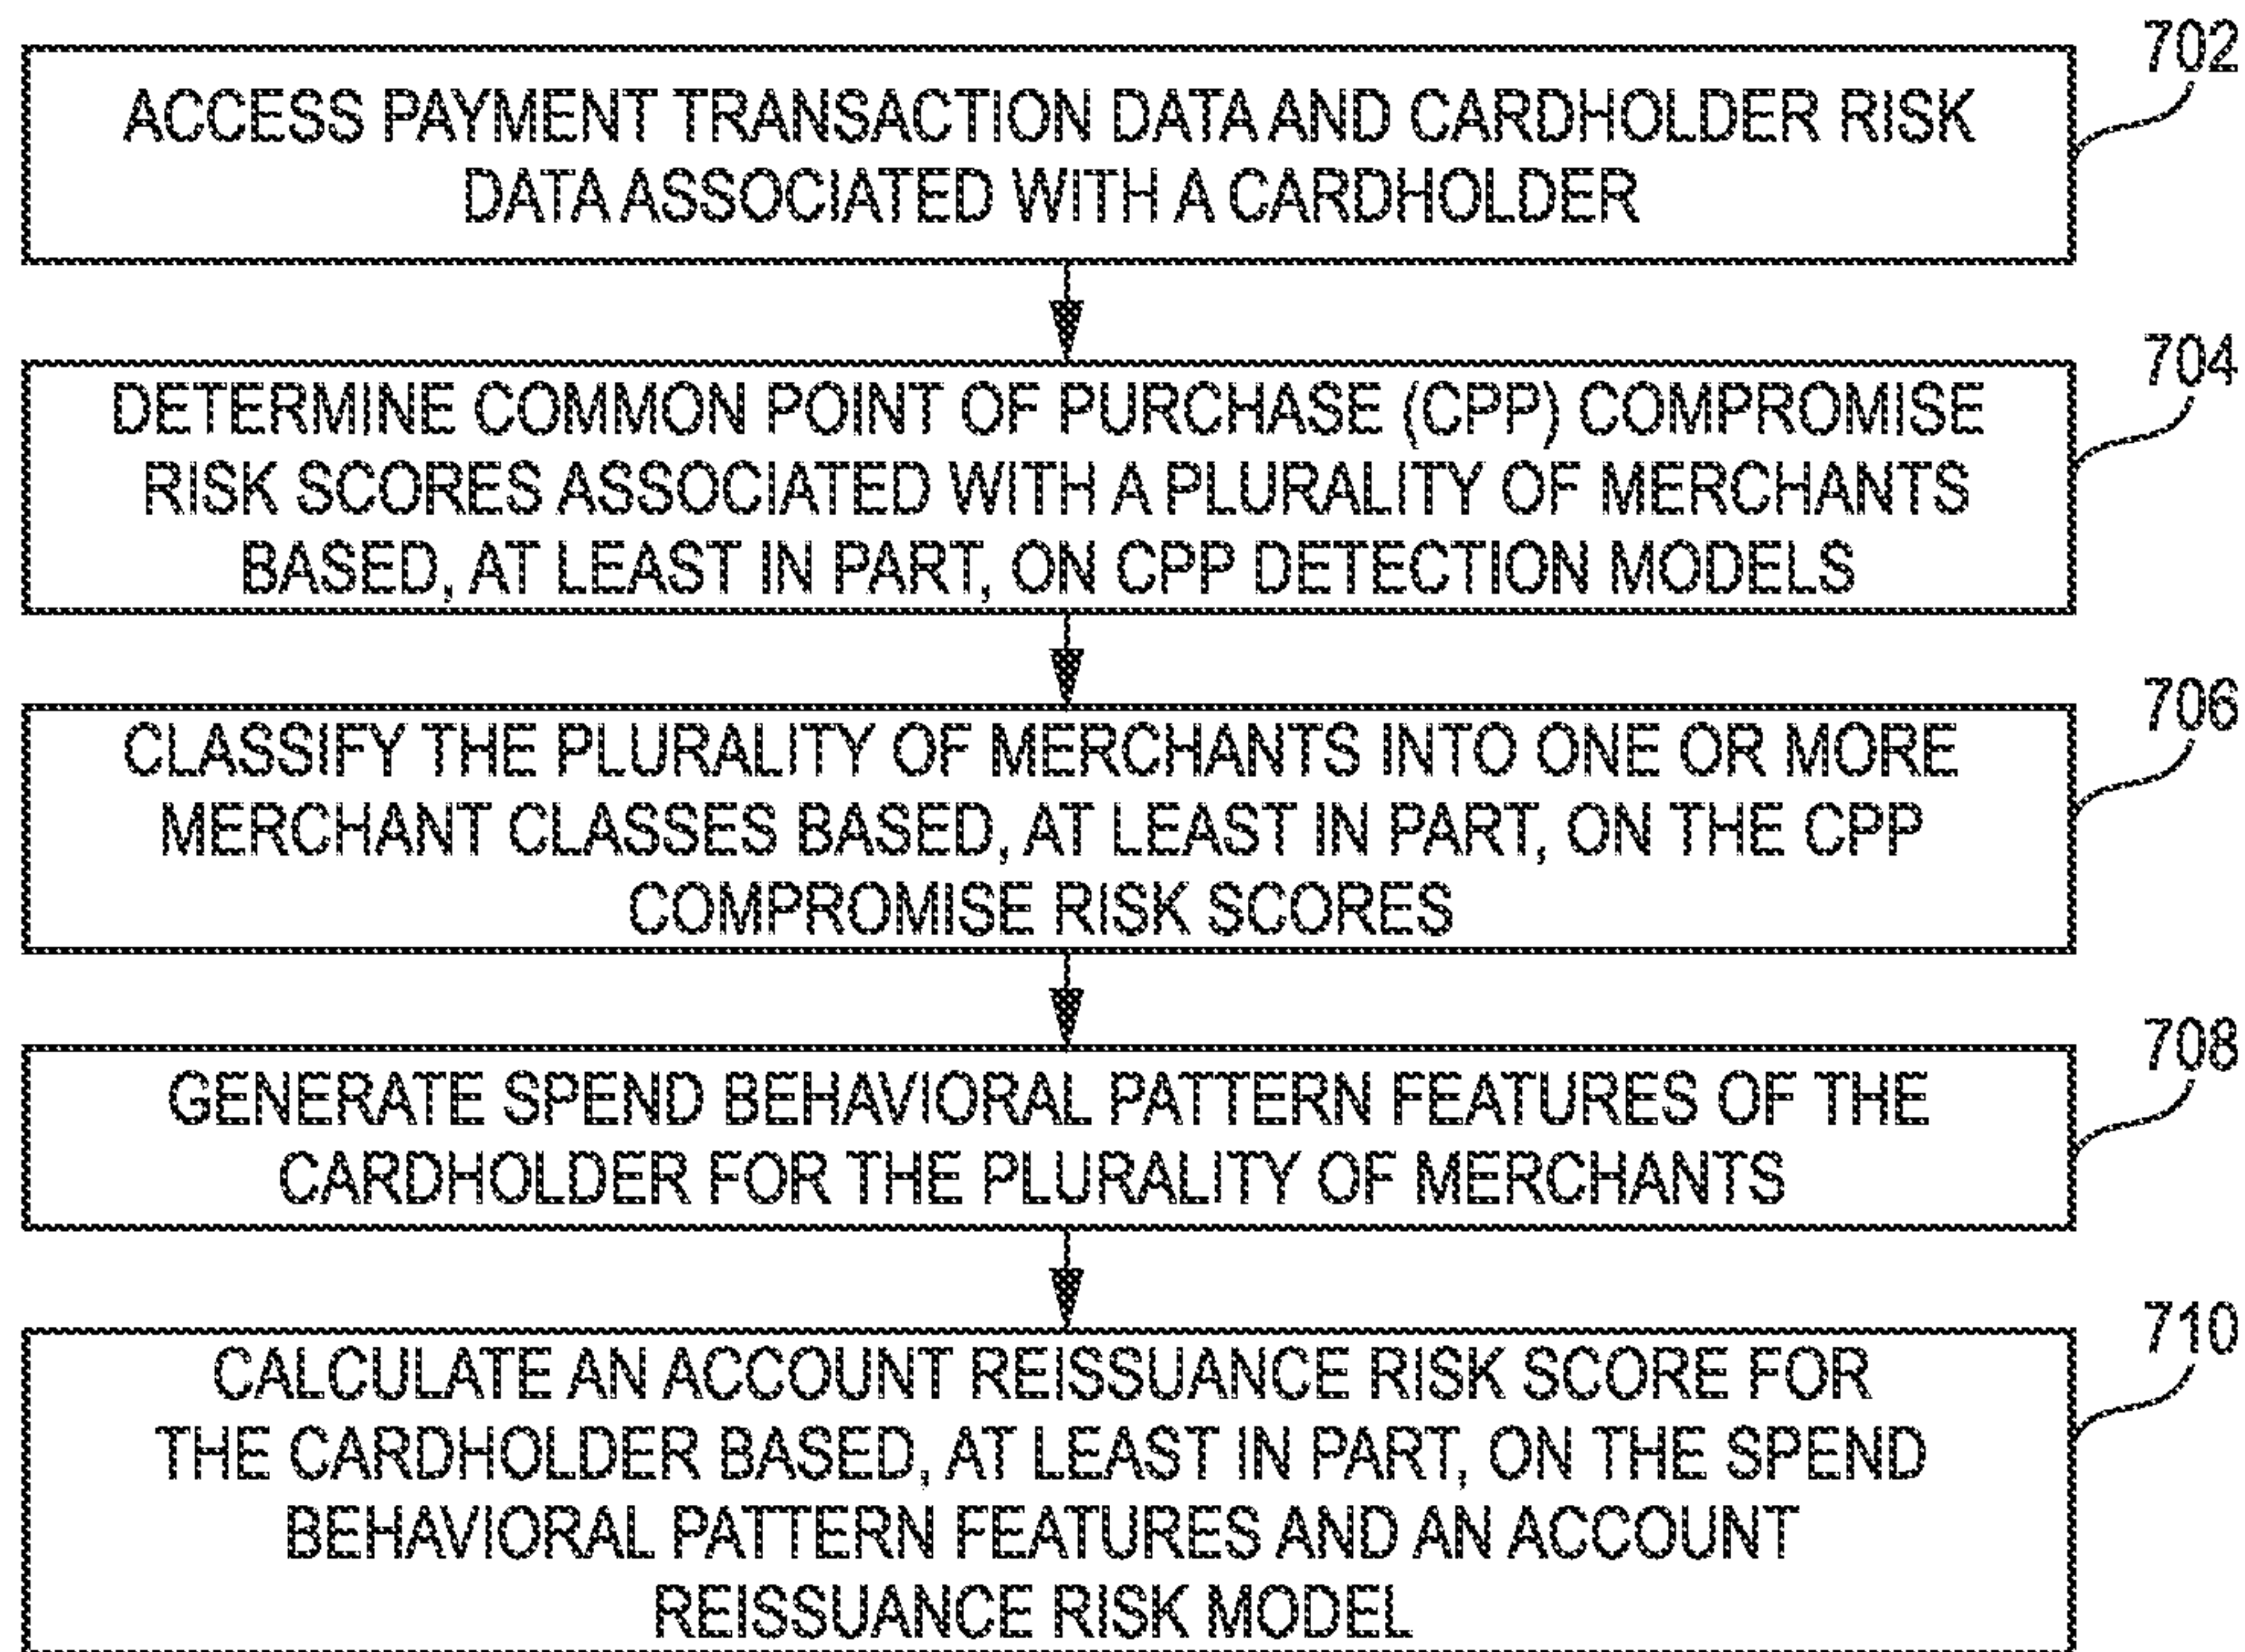 702
ACCESS PAYMENT TRANSACTION DATA AND CARDHOLDER RISK
DATA ASSOCIATED WITH A CARDHOLDER
704
DETERMINE COMMON POINT OF PURCHASE (CPP) COMPROMISE
RISK SCORES ASSOCIATED WITH A PLURALITY OF MERCHANTS
BASED, AT LEAST IN PART, ON CPP DETECTION MODELS
706
CLASSIFY THE PLURALITY OF MERCHANTS INTO ONE OR MORE
MERCHANT CLASSES BASED, AT LEAST IN PART, ON THE CPP
COMPROMISE RISK SCORES
708
GENERATE SPEND BEHAVIORAL PATTERN FEATURES OF THE
CARDHOLDER FOR THE PLURALITY OF MERCHANTS
710
CALCULATE AN ACCOUNT REISSUANCE RISK SCORE FOR
THE CARDHOLDER BASED, AT LEAST IN PART, ON THE SPEND
BEHAVIORAL PATTERN FEATURES AND AN ACCOUNT
REISSUANCE RISK MODEL